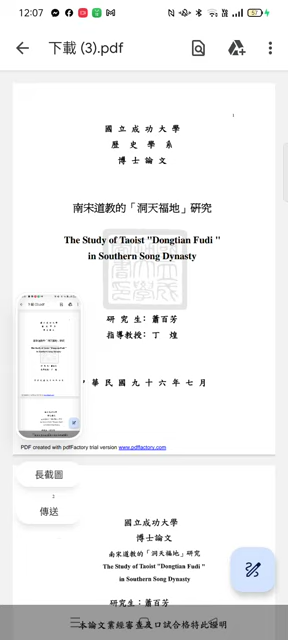 12:07
57
下載 (3).pdf
國立成功大學
歷史學系
博士論文
南宋道教的「洞天福地」研究
The Study of Taoist "Dongtian Fudi "
in Southern Song Dynasty
研究生：蕭百芳
指導教授：丁 煌
華民國九十六年七月
PDF created with pdfFactory trial version www.pdffactory.com
長截圖
傳送
國立成功大學
博士論文
南宋道教的「洞天福地」研究
The Study of Taoist "Dongtian Fudi "
in Southern Song Dynasty
研究生：蕭百芳
本論文業經審查及口試合格特此證明